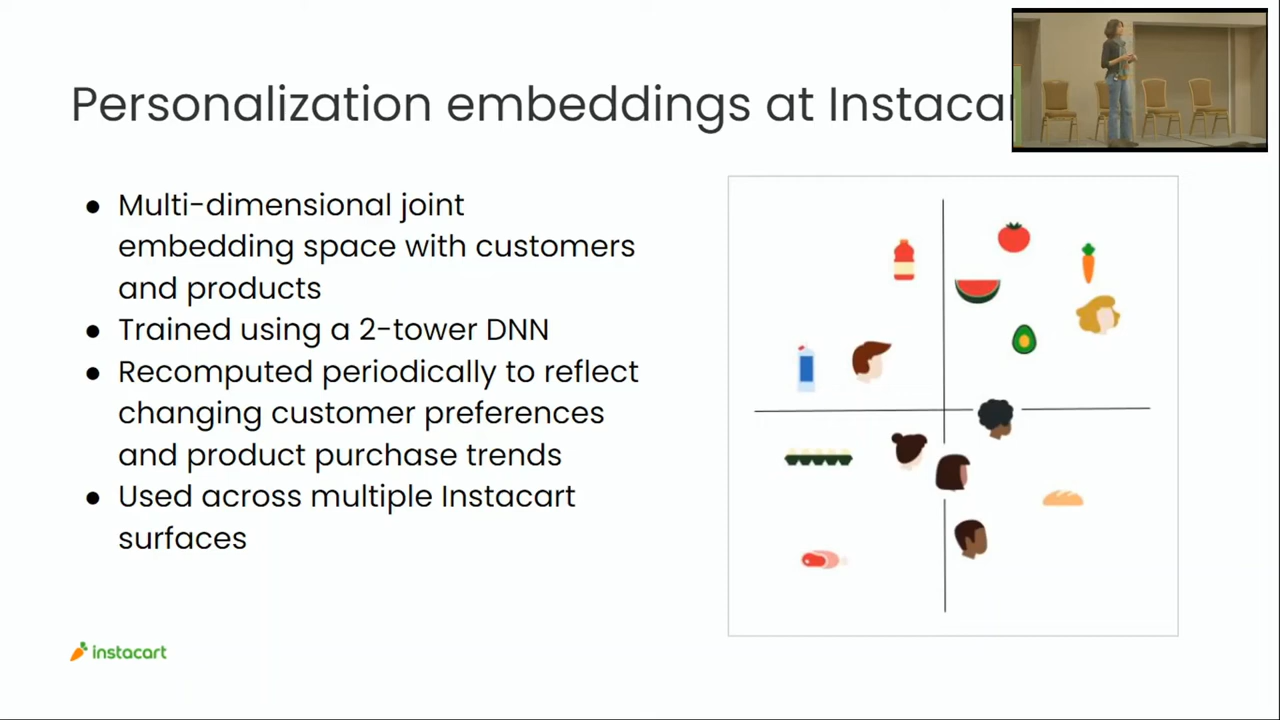 Personalization embeddings at Instacar
● Multi-dimensional joint
embedding space with customers
and products
● Trained using a 2-tower DNN
● Recomputed periodically to reflect
changing customer preferences
and product purchase trends
● Used across multiple Instacart
surfaces
instacart